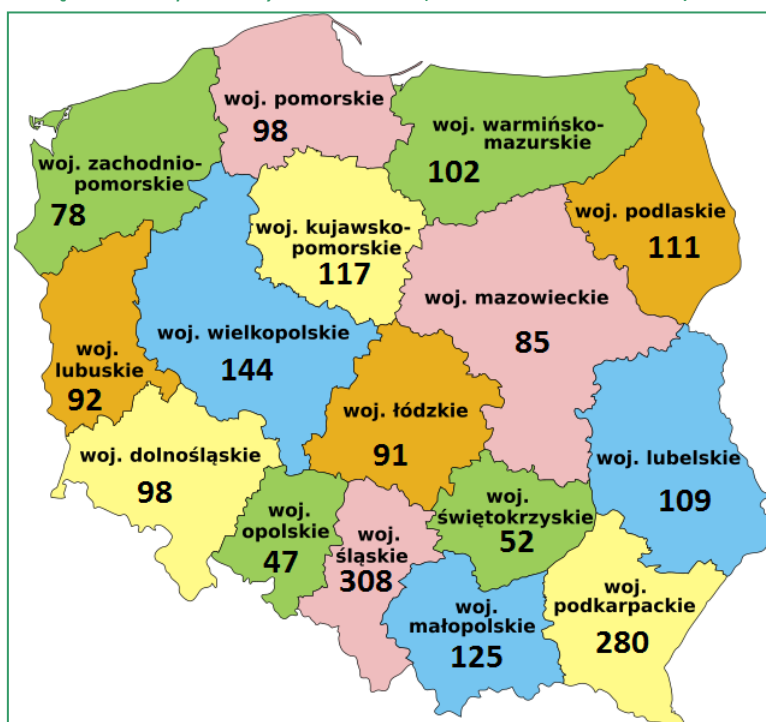 woj. pomorskie
98
woj. warmińsko-
mazurskie
102
woj. zachodnio-
pomorskie
78
woj. podlaskie
111
woj. kujawsko-
pomorskie
117
woj. mazowieckie
85
woj. wielkopolskie
144
woj.
lubuskie
92
woj. łódzkie
91
woj. dolnośląskie
98
woj. lubelskie
109
woj.
opolskie
47
woj.
śląskie
308
woj.
świętokrzyskie
52
woj.
małopolskie
125
woj.
podkarpackie
280